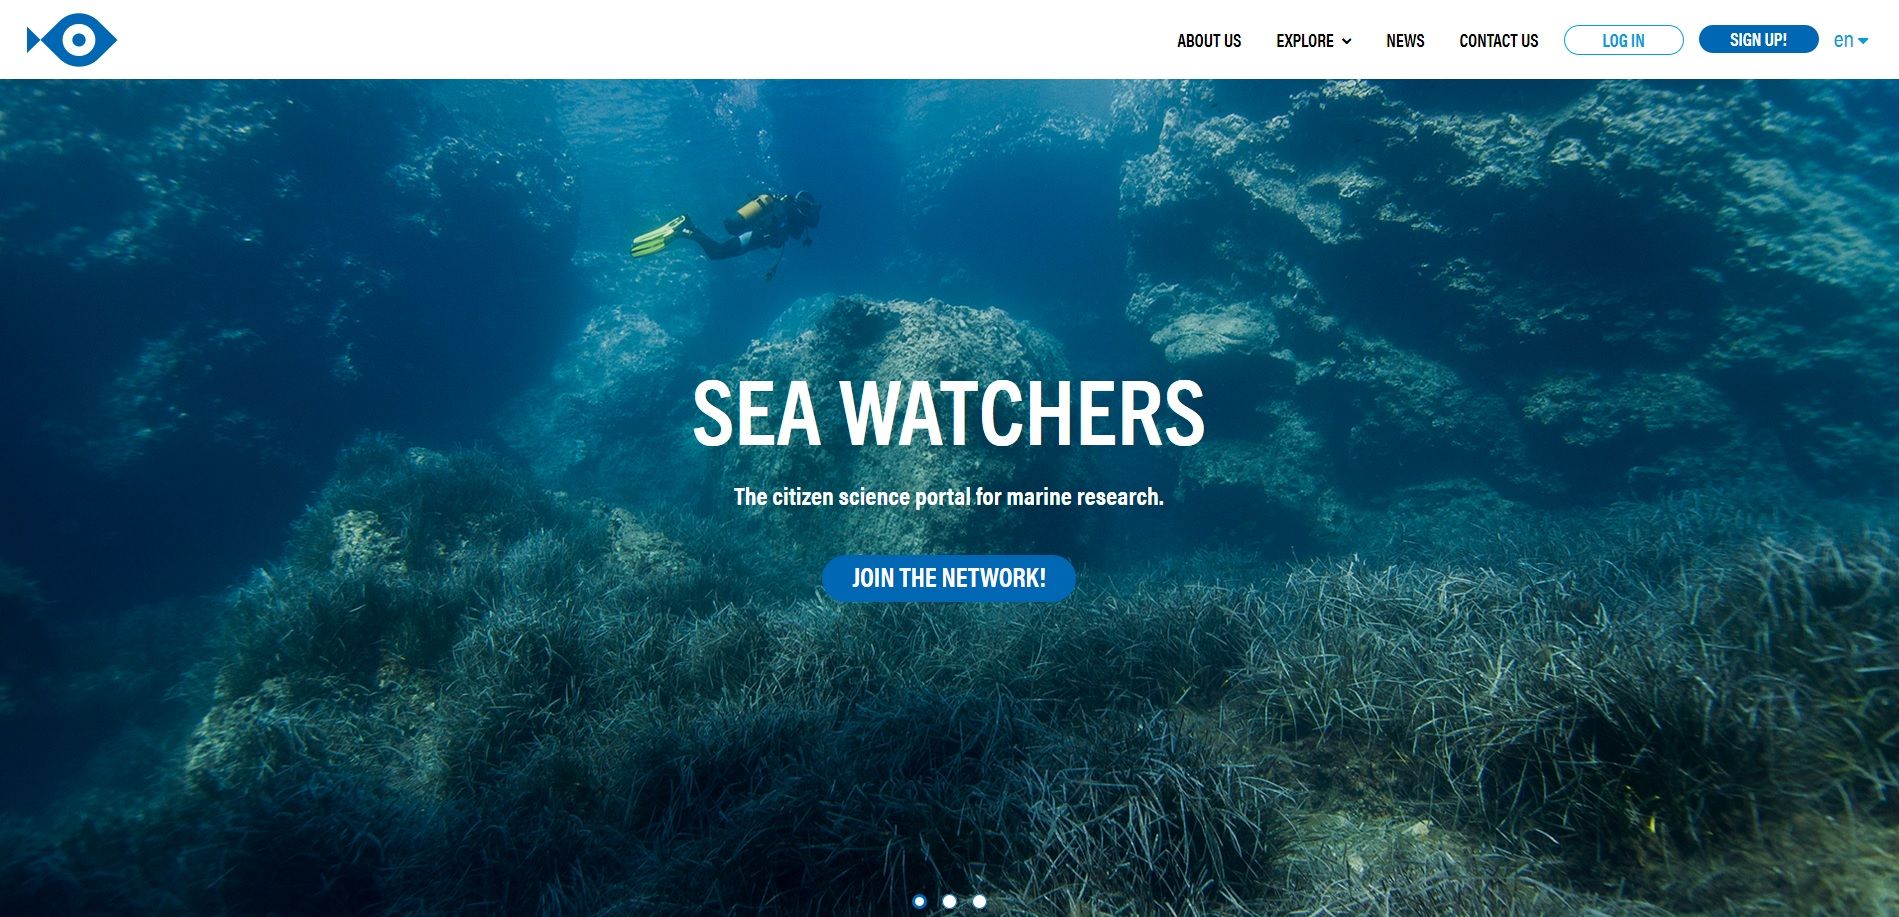 ABOUT US
EXPLORE
NEWS
CONTACT US
LOG IN
SIGN UP!
en
SEA WATCHERS
The citizen science portal for marine research.
JOIN THE NETWORK!